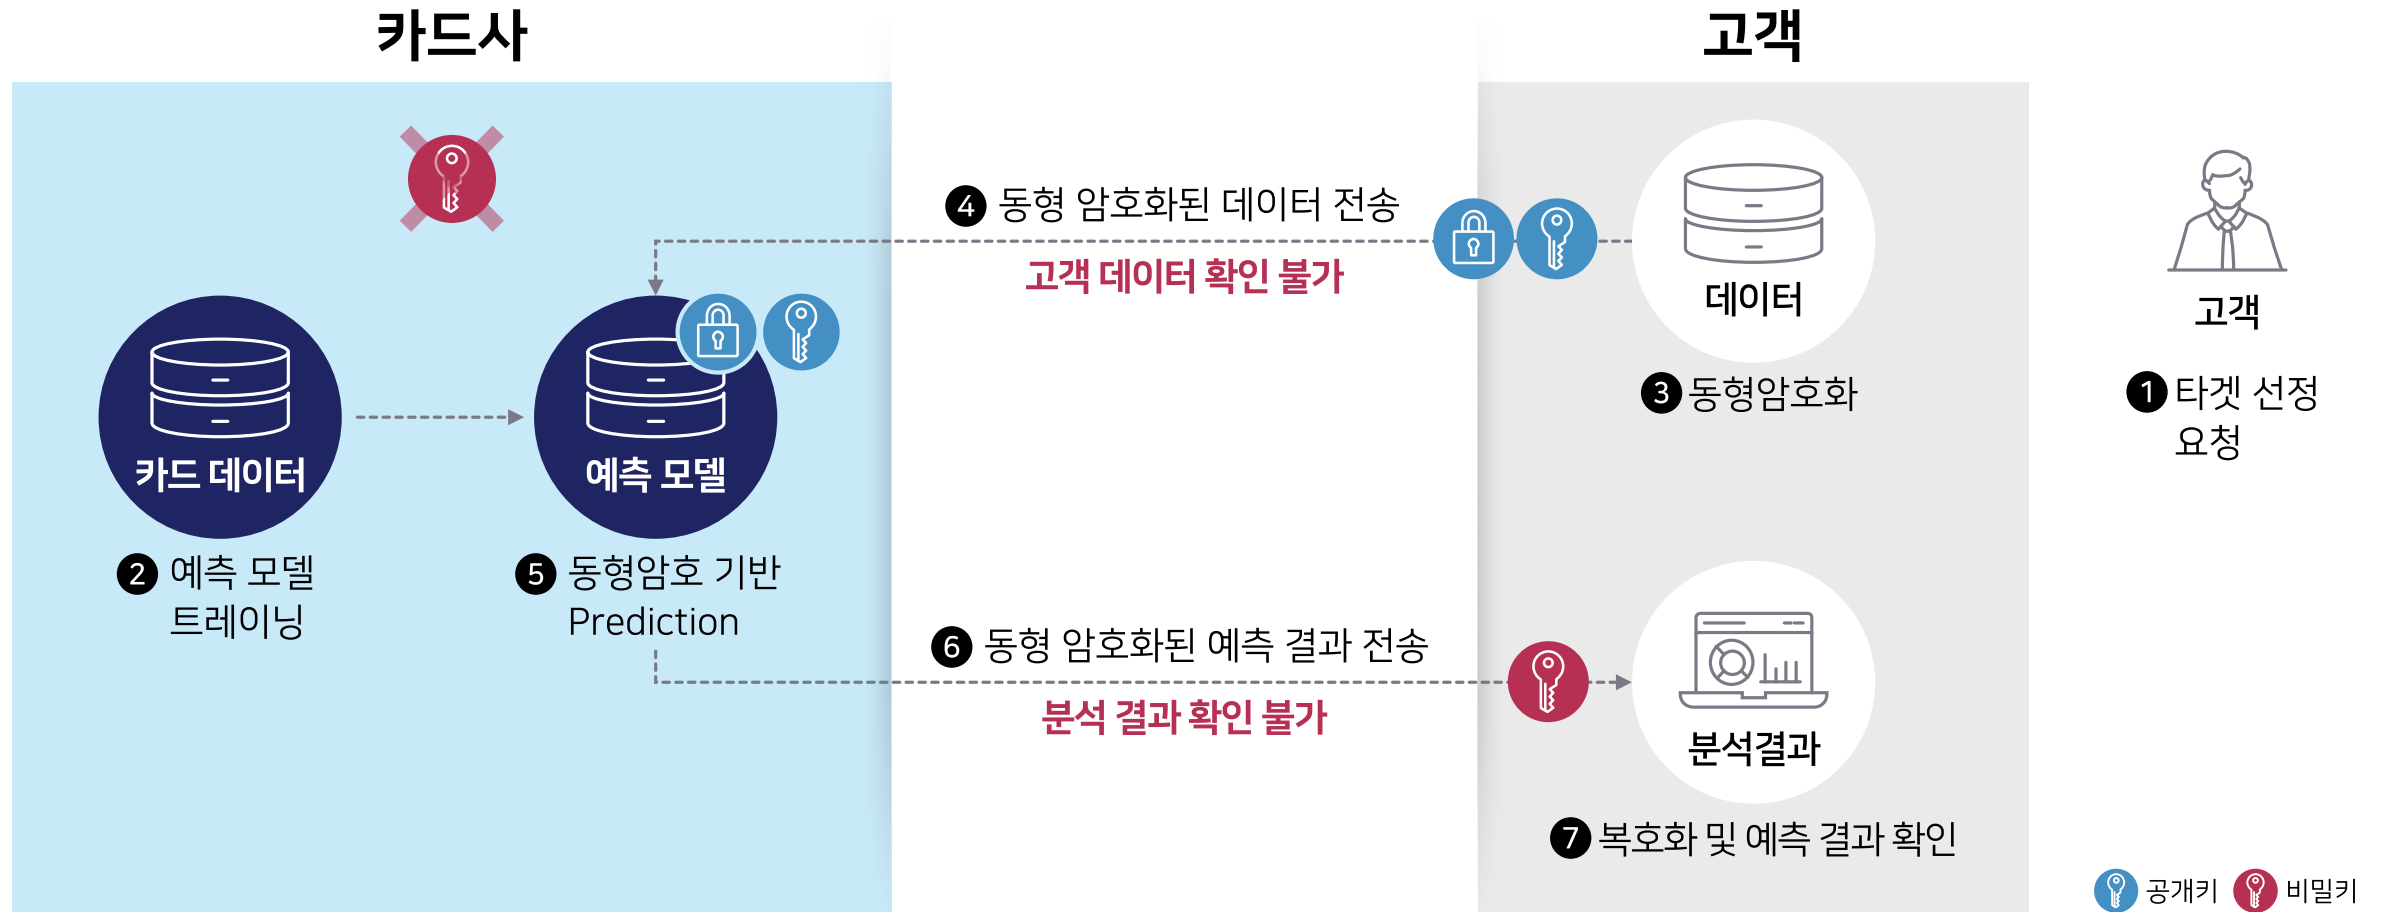 카드사
고객
4 동형 암호화된 데이터 전송
고객 데이터 확인 불가
데이터
3 동형암호화
고객
1 타겟 선정
요청
카드 데이터
예측 모델
2 예측 모델
트레이닝
5 동형암호 기반
Prediction
6 동형 암호화된 예측 결과 전송
분석 결과 확인 불가
분석결과
7 복호화 및 예측 결과 확인
공개키 비밀키